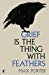 GRIEF
IS THE THING
WITH
FEATHERS
MAX PORTER